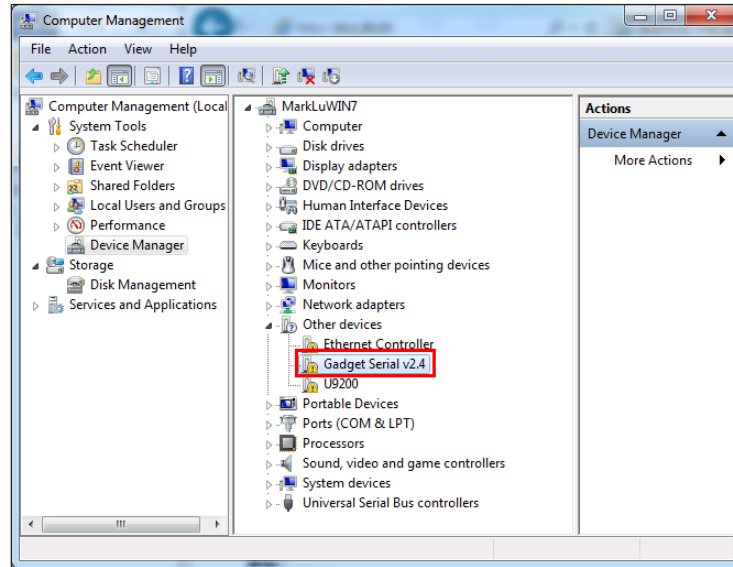 Computer Management
File Action View Help
Computer Management (Local
System Tools
Task Scheduler
Event Viewer
Shared Folders
Local Users and Groups
Performance
Device Manager
Storage
Disk Management
Services and Applications
MarkLuWIN7
Computer
Disk drives
Display adapters
DVD/CD-ROM drives
Human Interface Devices
IDE ATA/ATAPI controllers
Keyboards
Mice and other pointing devices
Monitors
Network adapters
Other devices
Ethernet Controller
Gadget Serial v2.4
U9200
Portable Devices
Ports (COM & LPT)
Processors
Sound, video and game controllers
System devices
Universal Serial Bus controllers
Actions
Device Manager
More Actions